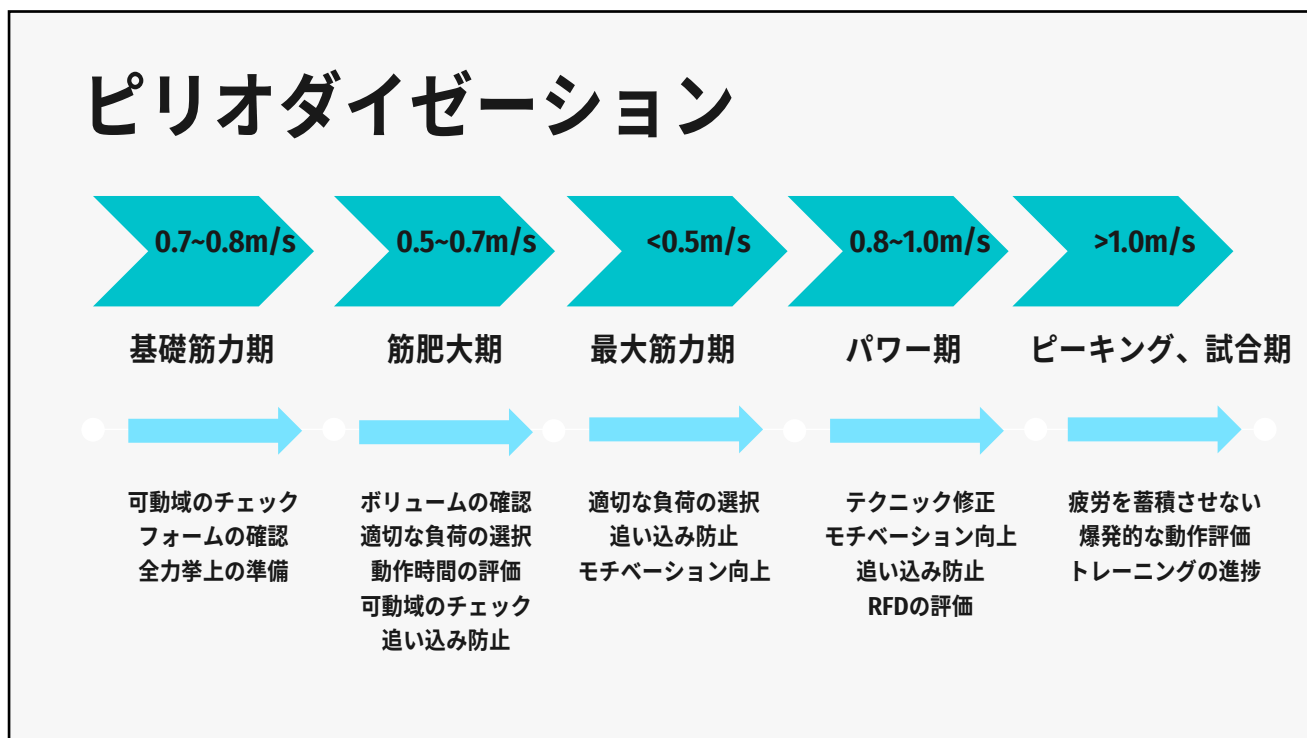 ピリオダイゼーション
0.7~0.8m/s
0.5~0.7m/s
<0.5m/s
0.8~1.0m/s
>1.0m/s
基礎筋力期
筋肥大期
最大筋力期
パワー期
ピーキング、試合期
可動域のチェック
フォームの確認
全力挙上の準備
ボリュームの確認
適切な負荷の選択
動作時間の評価
可動域のチェック
追い込み防止
適切な負荷の選択
追い込み防止
モチベーション向上
テクニック修正
モチベーション向上
追い込み防止
RFDの評価
疲労を蓄積させない
爆発的な動作評価
トレーニングの進捗